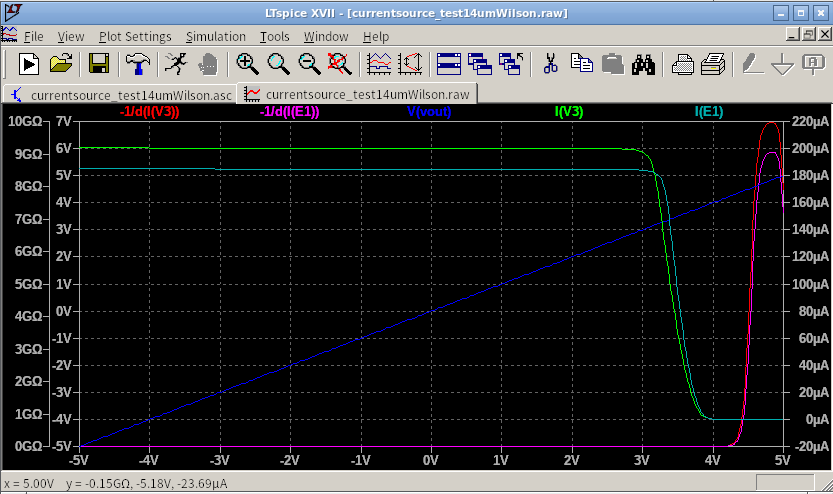 LTspice XVII - [currentsource_test14umWilson.raw]
File View Plot Settings Simulation Tools Window Help
currentsource_test14umWilson.asc currentsource_test14umWilson.raw
-1/d(I(V3)) -1/d(I(E1)) V(vout) I(V3) I(E1)
10GΩ 7V 220µA
9GΩ 6V 200µA
8GΩ 5V 180µA
7GΩ 4V 160µA
3V 140µA
6GΩ 2V 120µA
5GΩ 1V 100µA
4GΩ 0V 80µA
3GΩ -1V 60µA
2GΩ -2V 40µA
-3V 20µA
1GΩ -4V 0µA
0GΩ -5V -20µA
-5V -4V -3V -2V -1V 0V 1V 2V 3V 4V 5V
x = 5.00V y = -0.15GΩ, -5.18V, -23.69µA